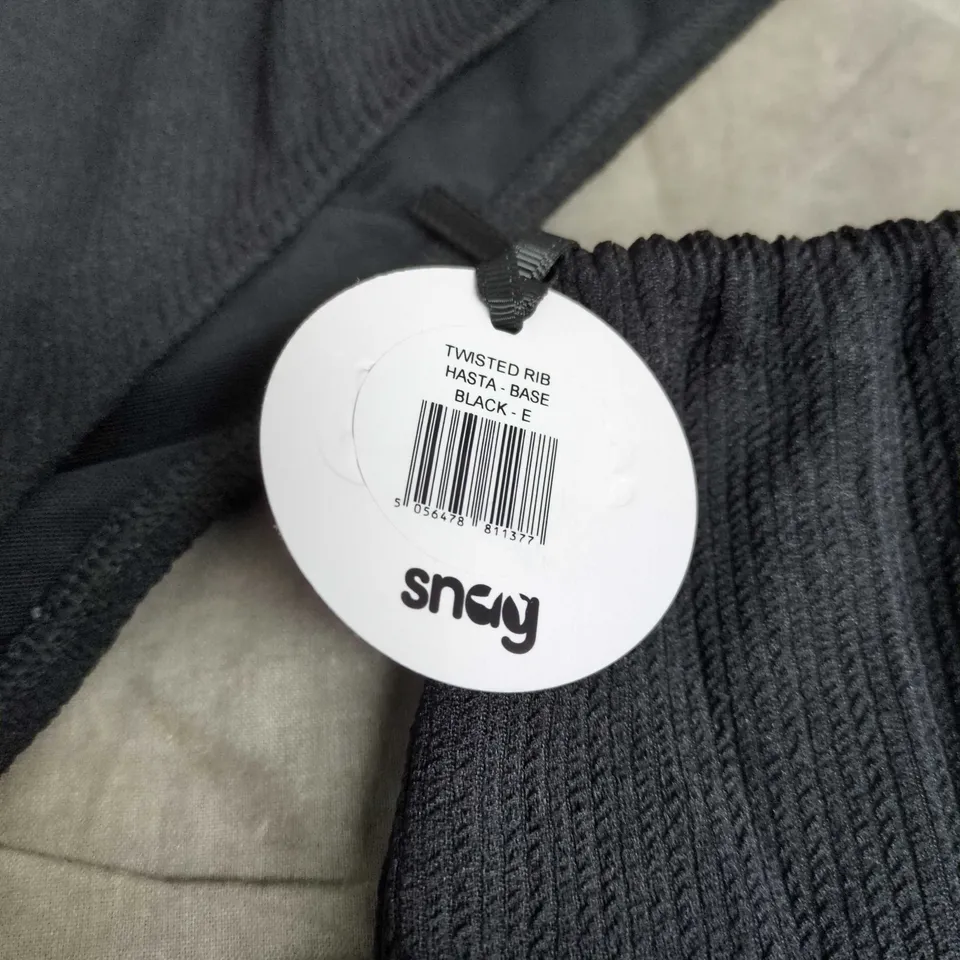 TWISTED RIB
HASTA - BASE
BLACK - E
5 056478 811377
snag